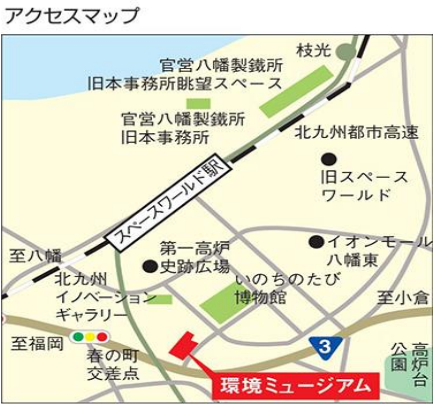 アクセスマップ
枝光
官営八幡製鐵所
旧本事務所眺望スペース
官営八幡製鐵所
旧本事務所
北九州都市高速
旧スペース
ワールド
スペースワールド駅
イオンモール
八幡東
至八幡
第一高炉
史跡広場
いのちのたび
博物館
北九州
イノベーション
ギャラリー
至小倉
至福岡
春の町
交差点
3
高炉台
公園
環境ミュージアム